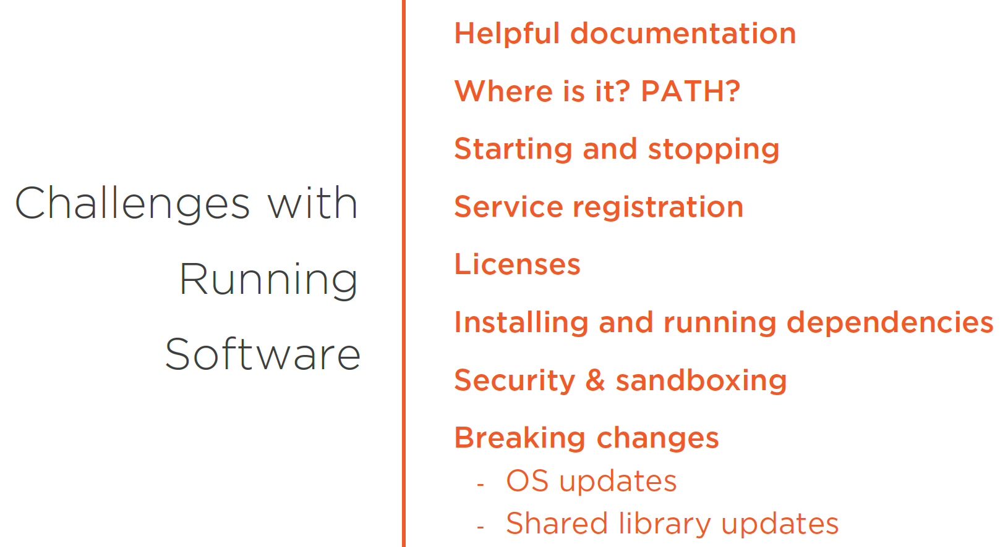 Challenges with
Running
Software
Helpful documentation
Where is it? PATH?
Starting and stopping
Service registration
Licenses
Installing and running dependencies
Security & sandboxing
Breaking changes
- OS updates
- Shared library updates